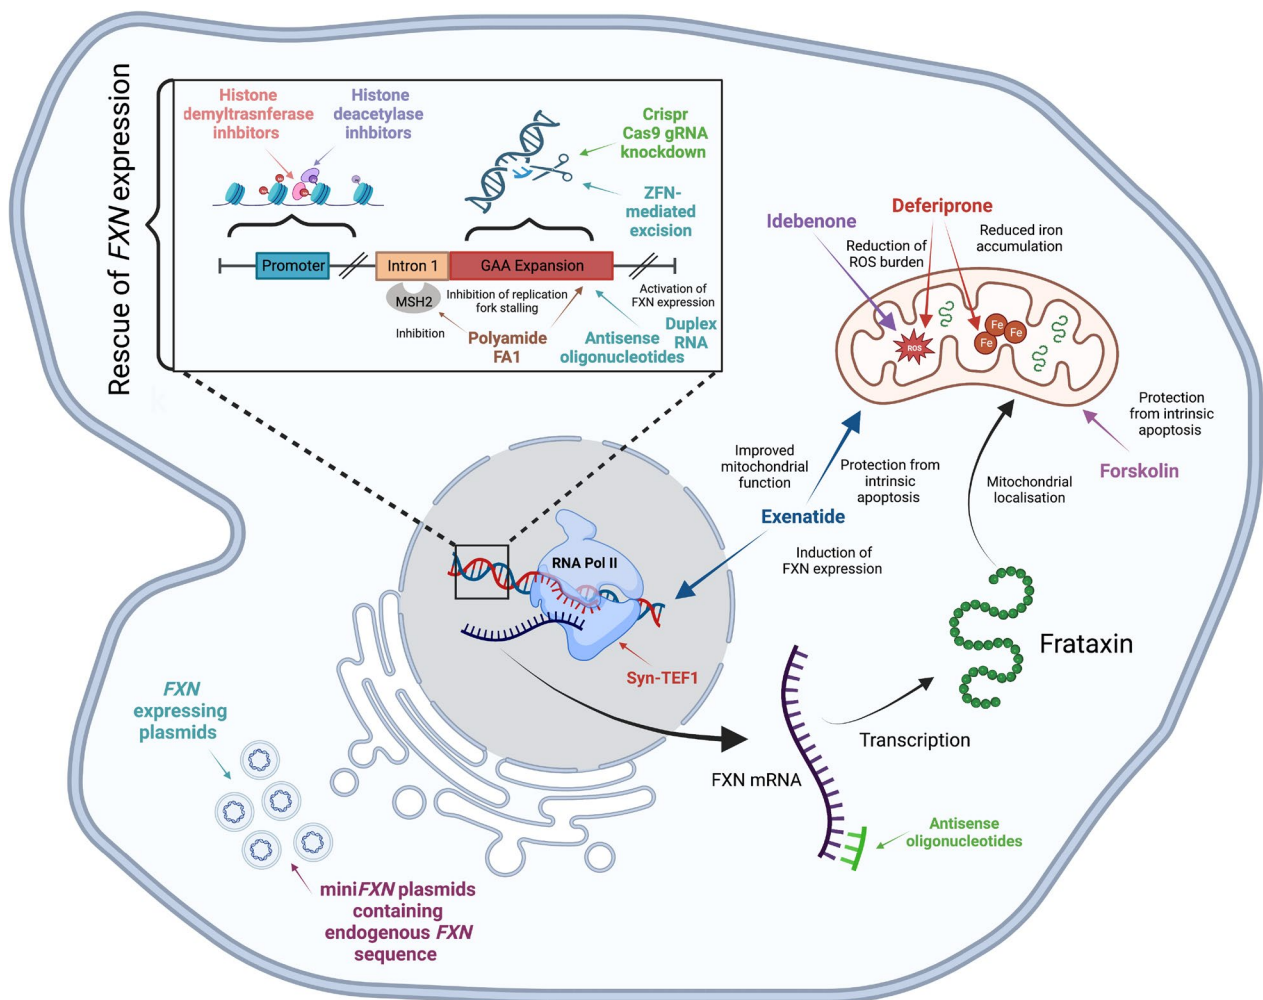 Rescue of FXN expression
Histone
demyltrasnferase
inhbitors
Histone
deacetylase
inhbitors
Crispr
Cas9 gRNA
knockdown
ZFN-
mediated
excision
Promoter
Intron 1
GAA Expansion
MSH2
Inhibition of replication
fork stalling
Activation of
FXN expression
Inhibition
Polyamide
FA1
Antisense
oligonucleotides
Duplex
RNA
Idebenone
Deferiprone
Reduction of
ROS burden
Reduced iron
accumulation
ROS
Fe
Fe
Fe
Protection
from intrinsic
apoptosis
Forskolin
Improved
mitochondrial
function
Protection from
intrinsic
apoptosis
Mitochondrial
localisation
Exenatide
Induction of
FXN expression
RNA Pol II
Syn-TEF1
Frataxin
Transcription
FXN mRNA
Antisense
oligonucleotides
FXN
expressing
plasmids
miniFXN plasmids
containing
endogenous FXN
sequence